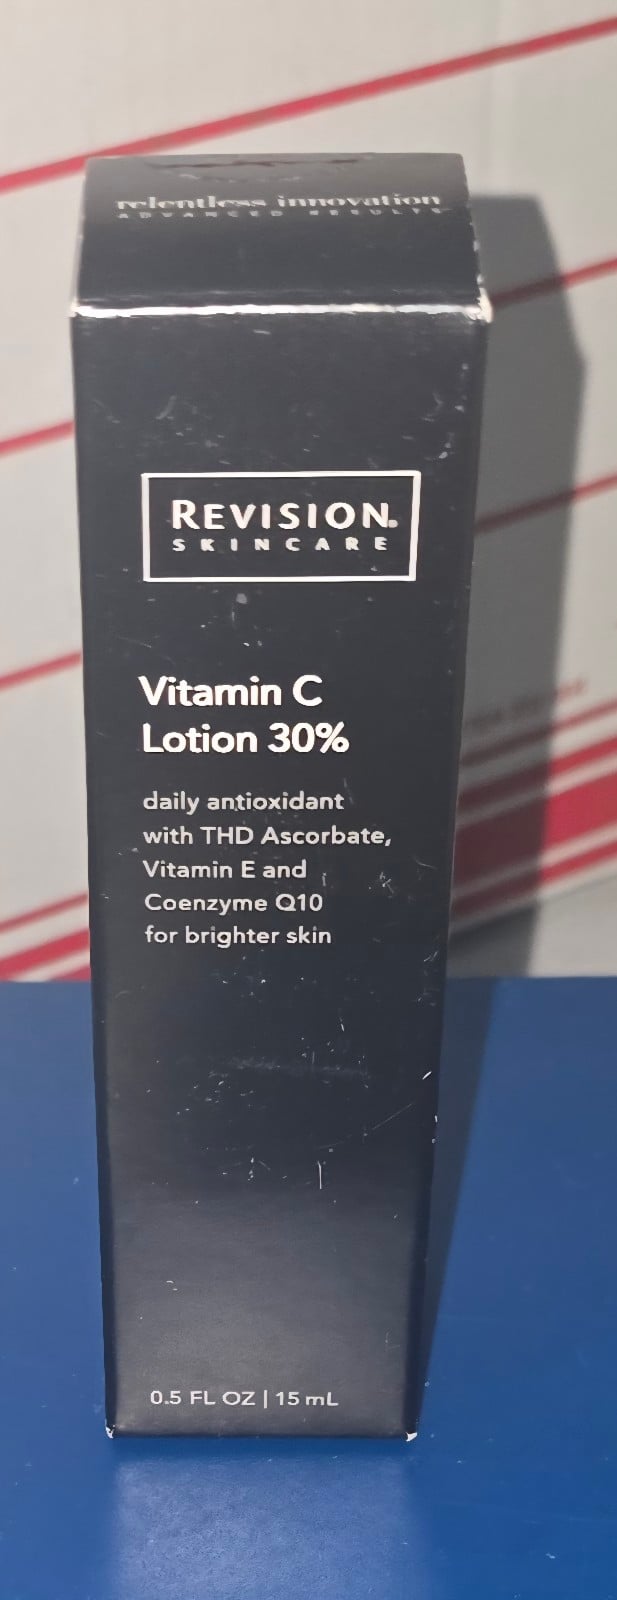 relentless innovation
ADVANCED RESULTS
REVISION.
SKINCARE
Vitamin C
Lotion 30%
daily antioxidant
with THD Ascorbate,
Vitamin E and
Coenzyme Q10
for brighter skin
0.5 FL OZ | 15 mL